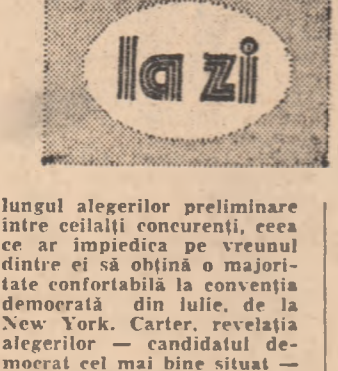 la zi
lungul alegerilor preliminare
între ceilalți concurenți, ceea
ce ar împiedica pe vreunul
dintre ei să obțină o majori-
tate confortabilă la convenția
democrată din iulie, de la
New York. Carter, revelația
alegerilor — candidatul de-
mocrat cel mai bine situat —